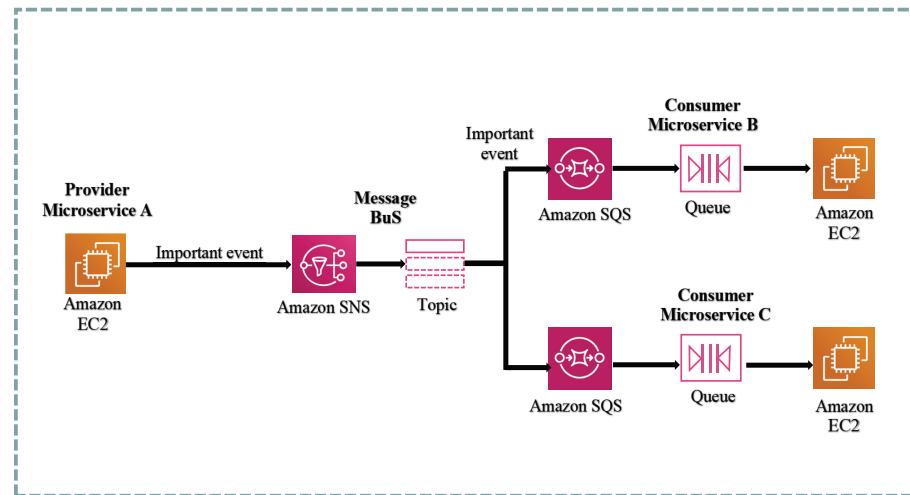 Provider
Microservice A
Amazon
EC2
Important event
Amazon SNS
Message
BuS
Topic
Important
event
Amazon SQS
Consumer
Microservice B
Queue
Amazon
EC2
Amazon SQS
Consumer
Microservice C
Queue
Amazon
EC2